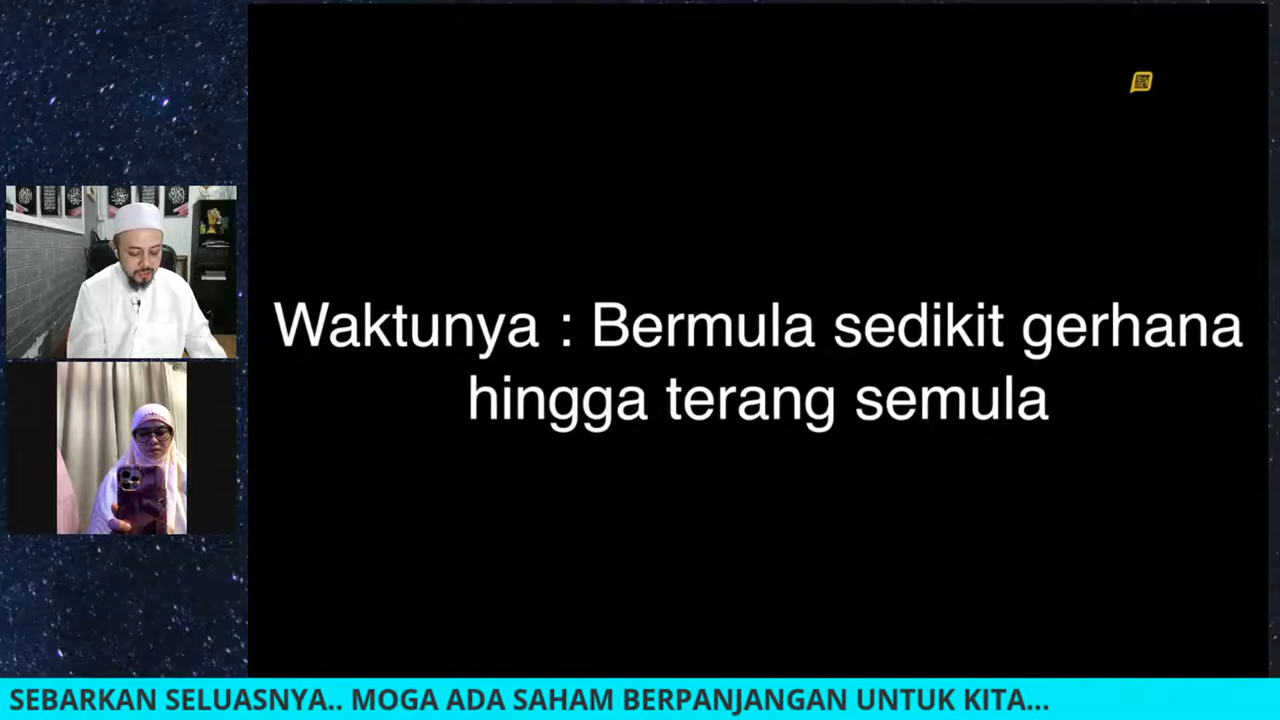 Waktunya : Bermula sedikit gerhana
hingga terang semula
SEBARKAN SELUASNYA.. MOGA ADA SAHAM BERPANJANGAN UNTUK KITA...